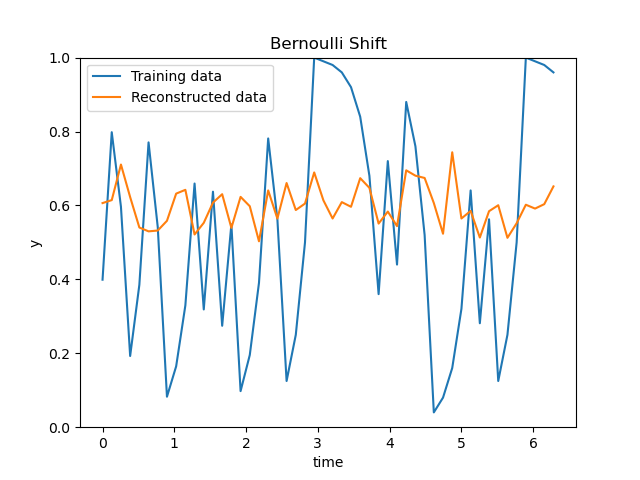 Bernoulli Shift
Training data
Reconstructed data
y
1.0
0.8
0.6
0.4
0.2
0.0
0 1 2 3 4 5 6
time